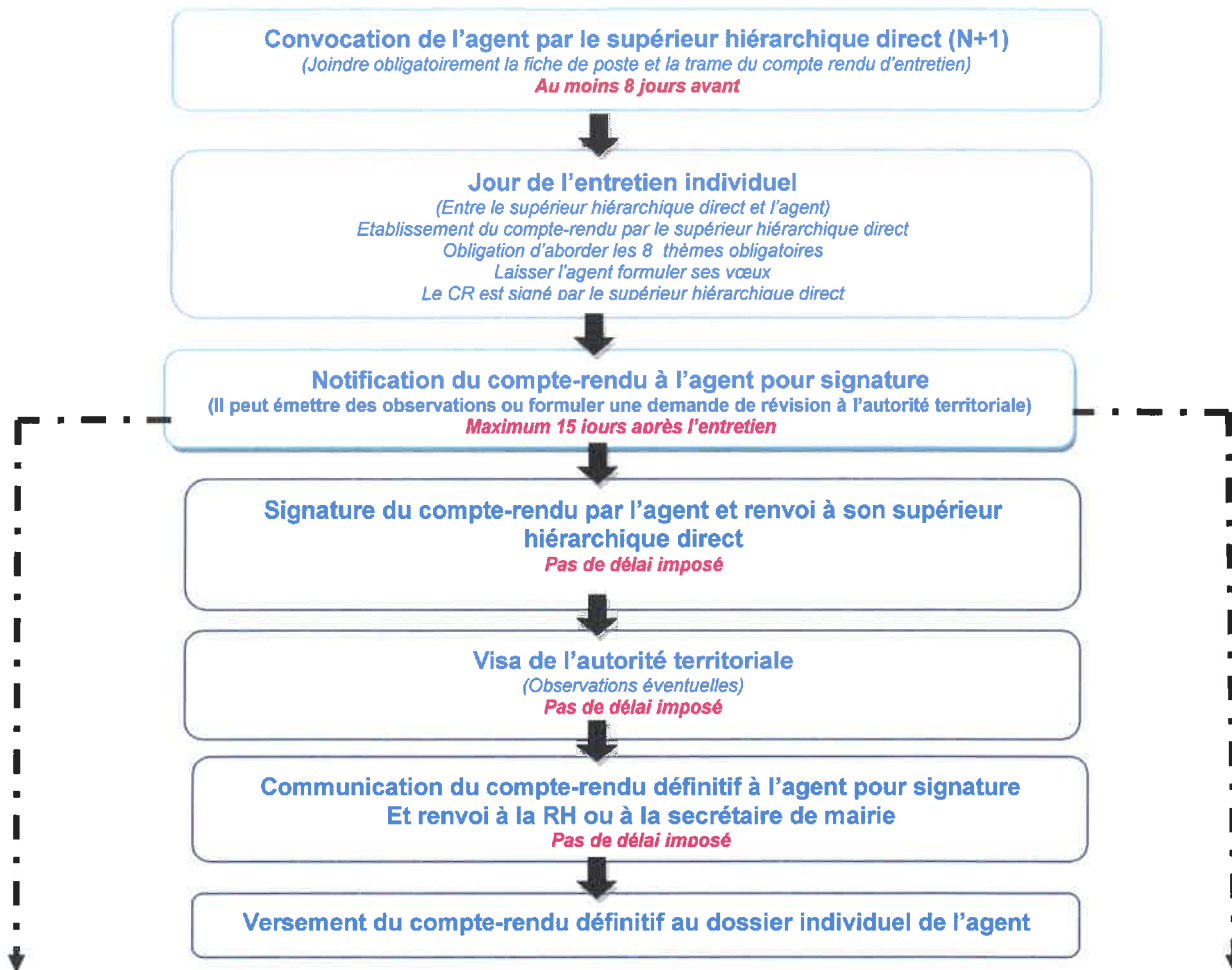 Convocation de l'agent par le supérieur hiérarchique direct (N+1)
(Joindre obligatoirement la fiche de poste et la trame du compte rendu d'entretien)
Au moins 8 jours avant
Jour de l'entretien individuel
(Entre le supérieur hiérarchique direct et l'agent)
Etablissement du compte-rendu par le supérieur hiérarchique direct
Obligation d'aborder les 8 thèmes obligatoires
Laisser l'agent formuler ses vœux
Le CR est signé par le supérieur hiérarchique direct
Notification du compte-rendu à l'agent pour signature
(Il peut émettre des observations ou formuler une demande de révision à l'autorité territoriale)
Maximum 15 jours après l'entretien
Signature du compte-rendu par l'agent et renvoi à son supérieur
hiérarchique direct
Pas de délai imposé
Visa de l'autorité territoriale
(Observations éventuelles)
Pas de délai imposé
Communication du compte-rendu définitif à l'agent pour signature
Et renvoi à la RH ou à la secrétaire de mairie
Pas de délai imposé
Versement du compte-rendu définitif au dossier individuel de l'agent